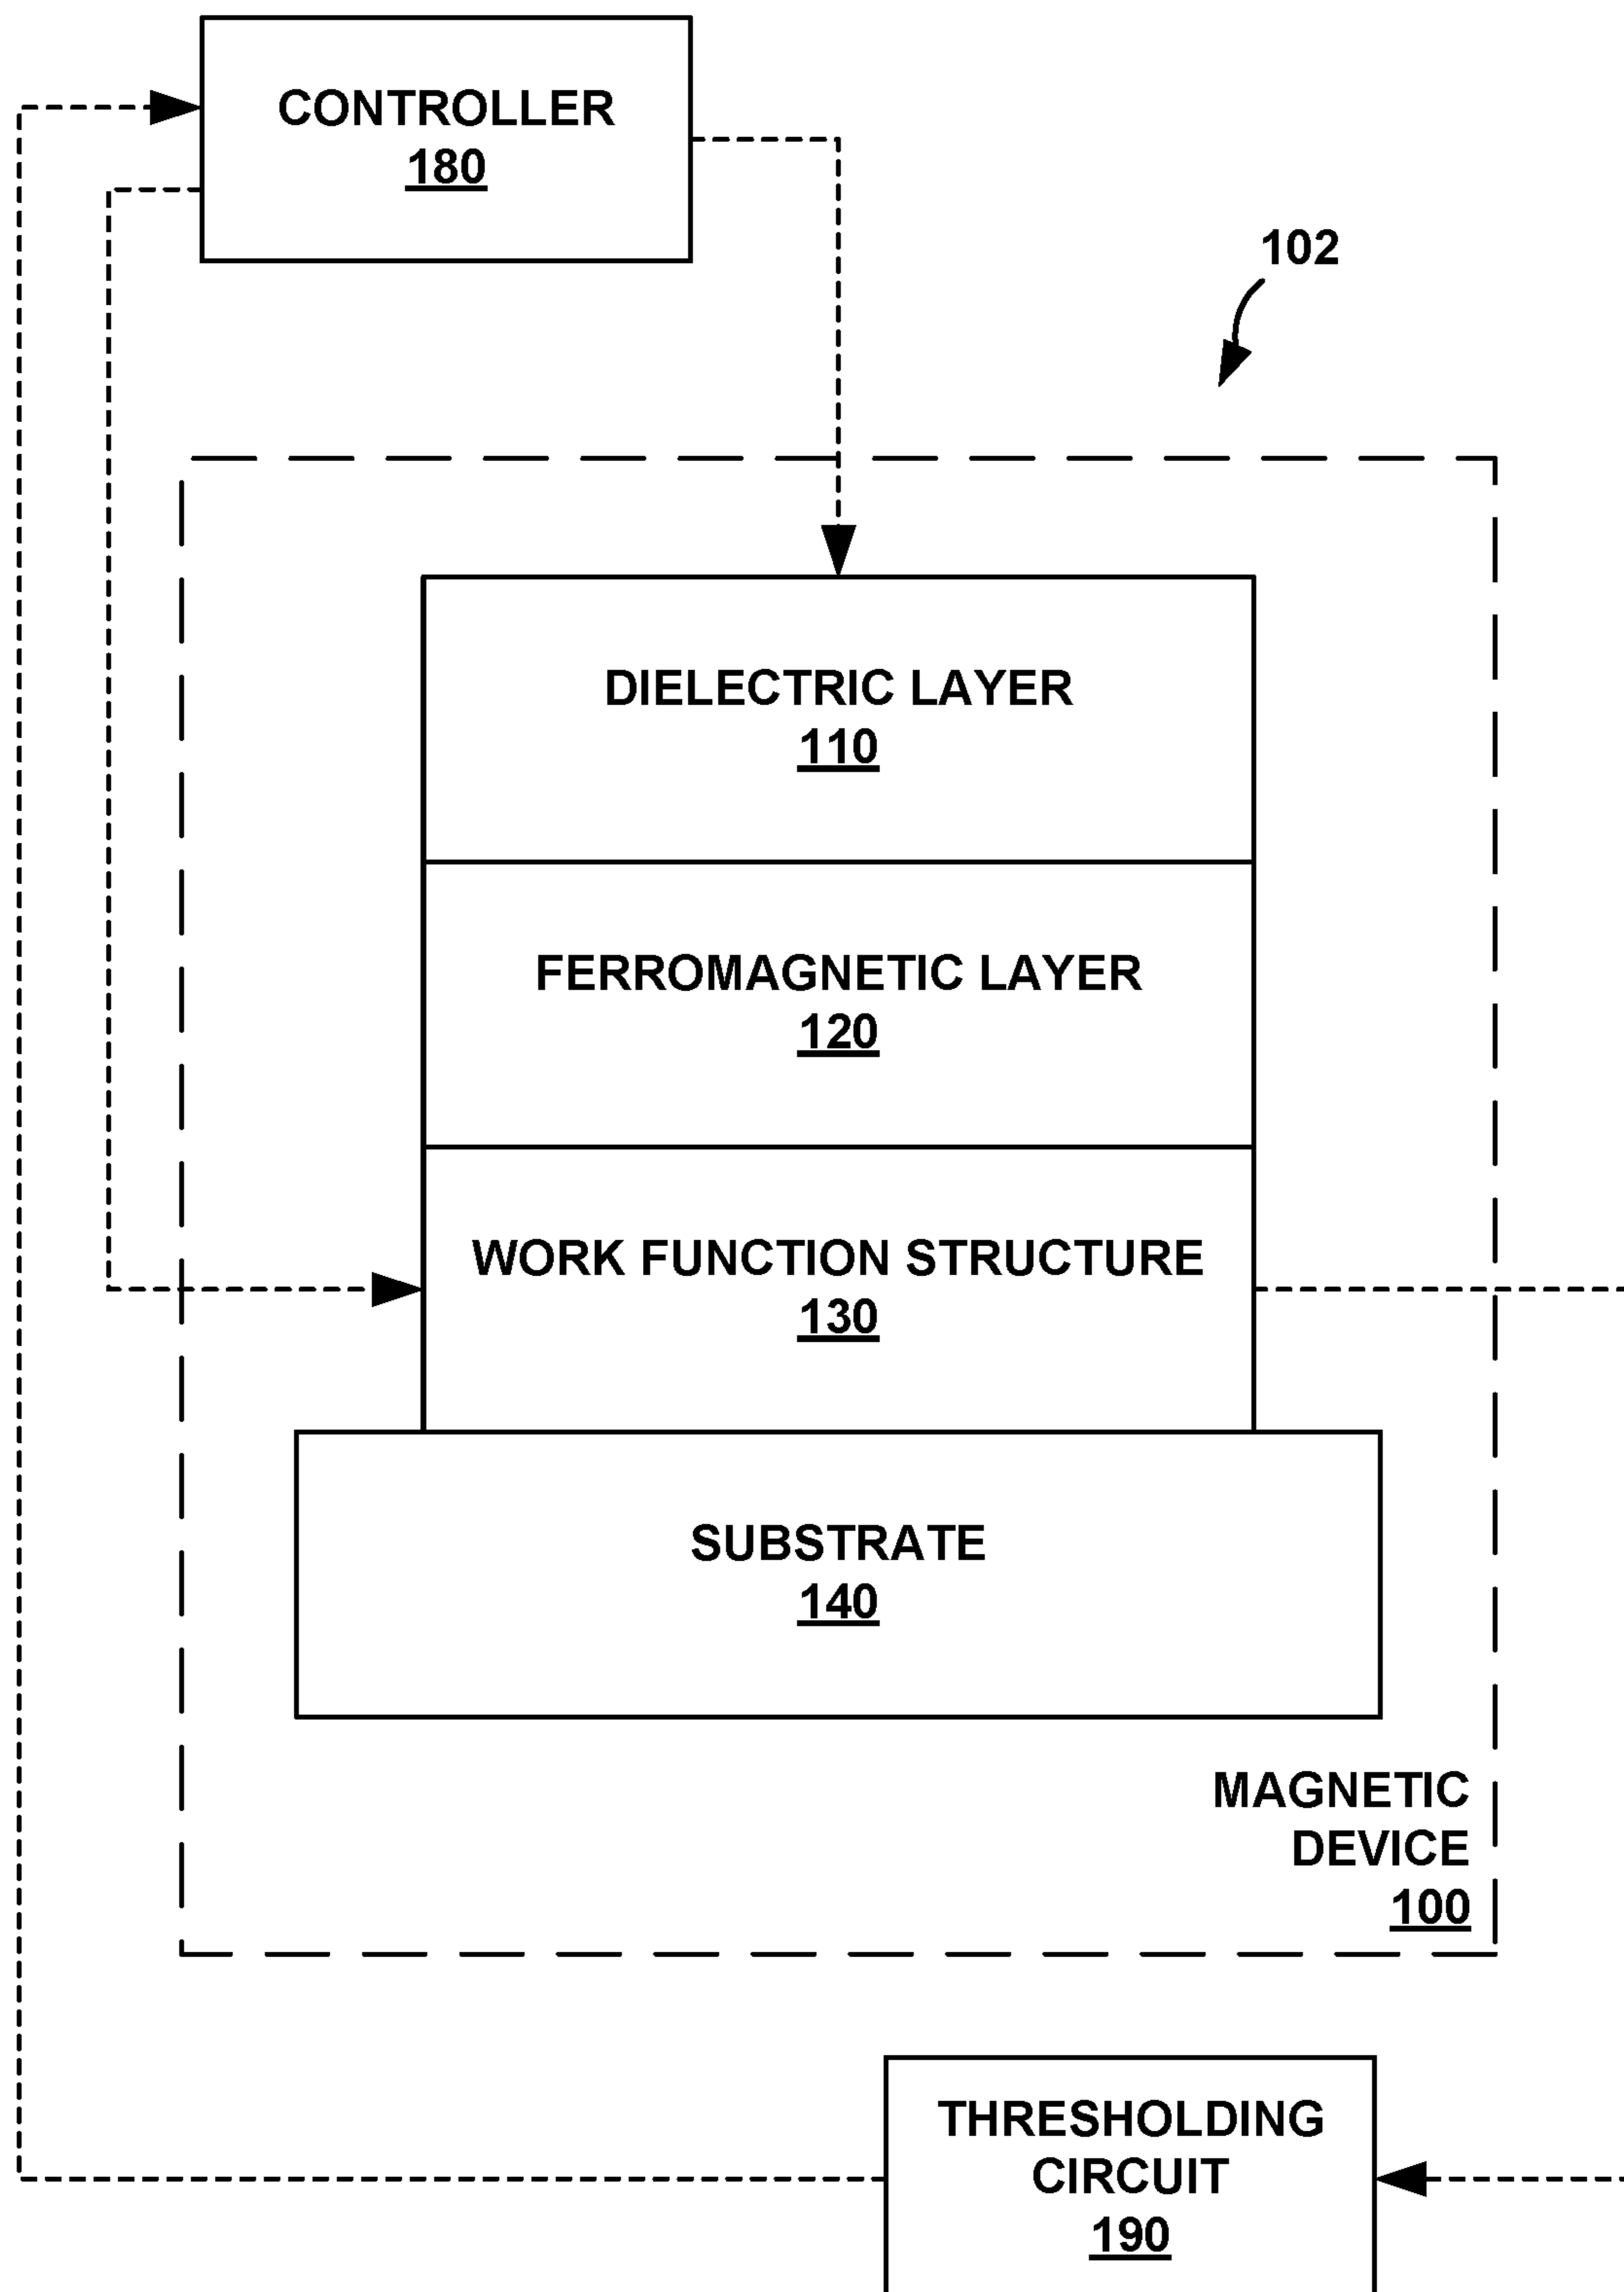 CONTROLLER
180
102
DIELECTRIC LAYER
110
FERROMAGNETIC LAYER
120
WORK FUNCTION STRUCTURE
130
SUBSTRATE
140
MAGNETIC
DEVICE
100
THRESHOLDING
CIRCUIT
190